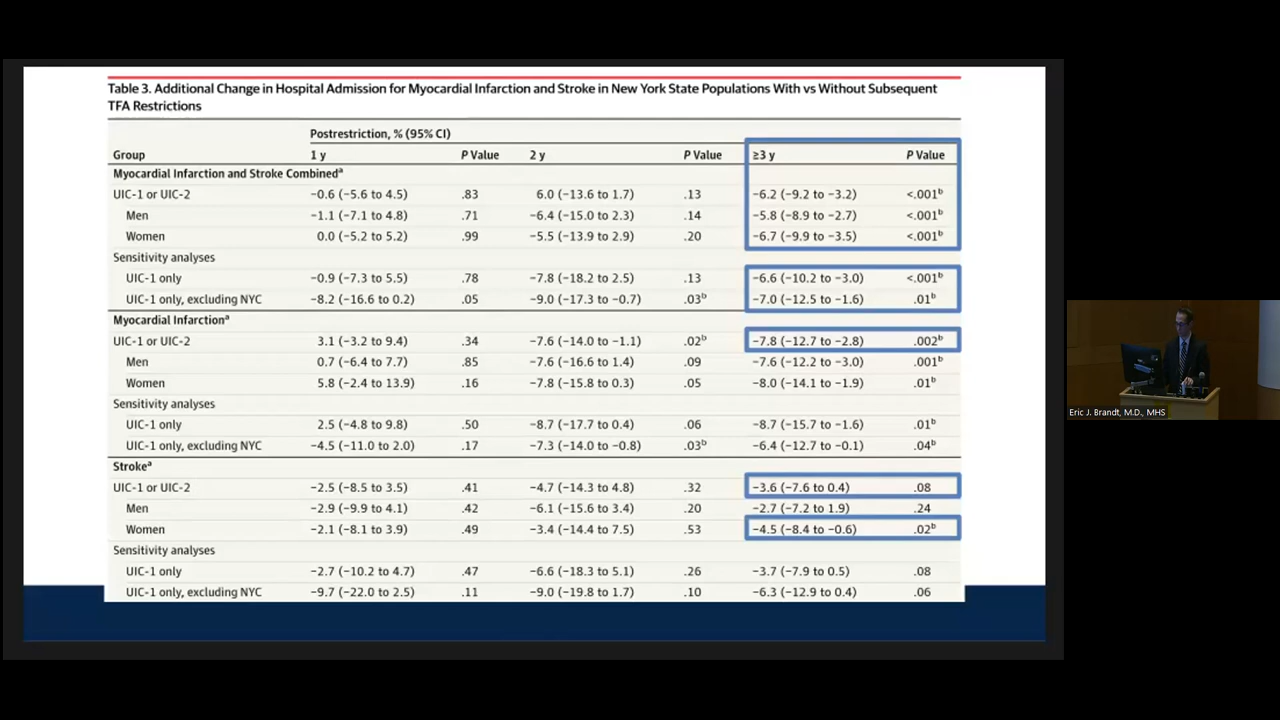 Table 3. Additional Change in Hospital Admission for Myocardial Infarction and Stroke in New York State Populations With vs Without Subsequent
TFA Restrictions
Postrestriction, % (95% CI)
Group 1 y P Value 2 y P Value ≥3 y P Value
Myocardial Infarction and Stroke Combinedᵃ
UIC-1 or UIC-2 −0.6 (−5.6 to 4.5) .83 6.0 (−13.6 to 1.7) .13 −6.2 (−9.2 to −3.2) <.001ᵇ
Men −1.1 (−7.1 to 4.8) .71 −6.4 (−15.0 to 2.3) .14 −5.8 (−8.9 to −2.7) <.001ᵇ
Women 0.0 (−5.2 to 5.2) .99 −5.5 (−13.9 to 2.9) .20 −6.7 (−9.9 to −3.5) <.001ᵇ
Sensitivity analyses
UIC-1 only −0.9 (−7.3 to 5.5) .78 −7.8 (−18.2 to 2.5) .13 −6.6 (−10.2 to −3.0) <.001ᵇ
UIC-1 only, excluding NYC −8.2 (−16.6 to 0.2) .05 −9.0 (−17.3 to −0.7) .03ᵇ −7.0 (−12.5 to −1.6) .01ᵇ
Myocardial Infarctionᵃ
UIC-1 or UIC-2 3.1 (−3.2 to 9.4) .34 −7.6 (−14.0 to −1.1) .02ᵇ −7.8 (−12.7 to −2.8) .002ᵇ
Men 0.7 (−6.4 to 7.7) .85 −7.6 (−16.6 to 1.4) .09 −7.6 (−12.2 to −3.0) .001ᵇ
Women 5.8 (−2.4 to 13.9) .16 −7.8 (−15.8 to 0.3) .05 −8.0 (−14.1 to −1.9) .01ᵇ
Sensitivity analyses
UIC-1 only 2.5 (−4.8 to 9.8) .50 −8.7 (−17.7 to 0.4) .06 −8.7 (−15.7 to −1.6) .01ᵇ
UIC-1 only, excluding NYC −4.5 (−11.0 to 2.0) .17 −7.3 (−14.0 to −0.8) .03ᵇ −6.4 (−12.7 to −0.1) .04ᵇ
Strokeᵃ
UIC-1 or UIC-2 −2.5 (−8.5 to 3.5) .41 −4.7 (−14.3 to 4.8) .32 −3.6 (−7.6 to 0.4) .08
Men −2.9 (−9.9 to 4.1) .42 −6.1 (−15.6 to 3.4) .20 −2.7 (−7.2 to 1.9) .24
Women −2.1 (−8.1 to 3.9) .49 −3.4 (−14.4 to 7.5) .53 −4.5 (−8.4 to −0.6) .02ᵇ
Sensitivity analyses
UIC-1 only −2.7 (−10.2 to 4.7) .47 −6.6 (−18.3 to 5.1) .26 −3.7 (−7.9 to 0.5) .08
UIC-1 only, excluding NYC −9.7 (−22.0 to 2.5) .11 −9.0 (−19.8 to 1.7) .10 −6.3 (−12.9 to 0.4) .06
Eric J. Brandt, M.D., MHS